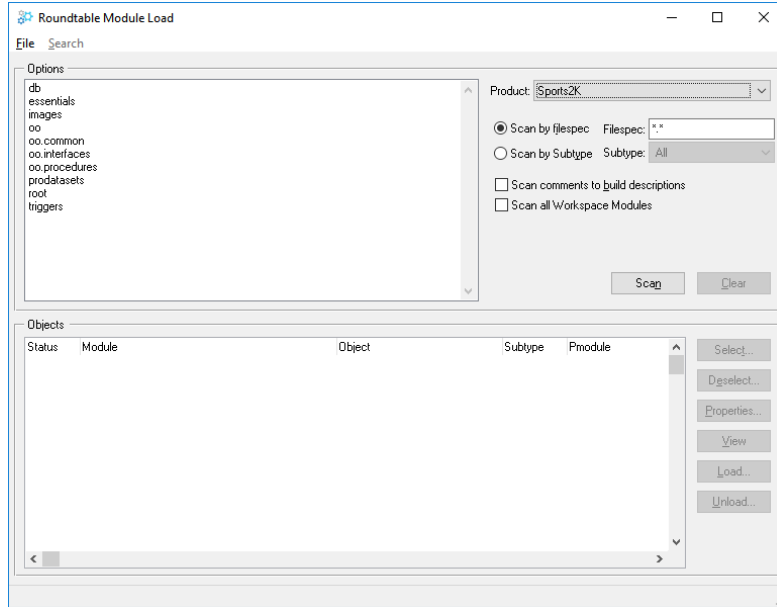 Roundtable Module Load
File Search
Options
db
essentials
images
oo
oo.common
oo.interfaces
oo.procedures
prodatasets
root
triggers
Product: Sports2K
Scan by filespec Filespec: *.*
Scan by Subtype Subtype: All
Scan comments to build descriptions
Scan all Workspace Modules
Scan Clear
Objects
Status Module Object Subtype Pmodule
Select...
Deselect...
Properties...
View
Load...
Unload...